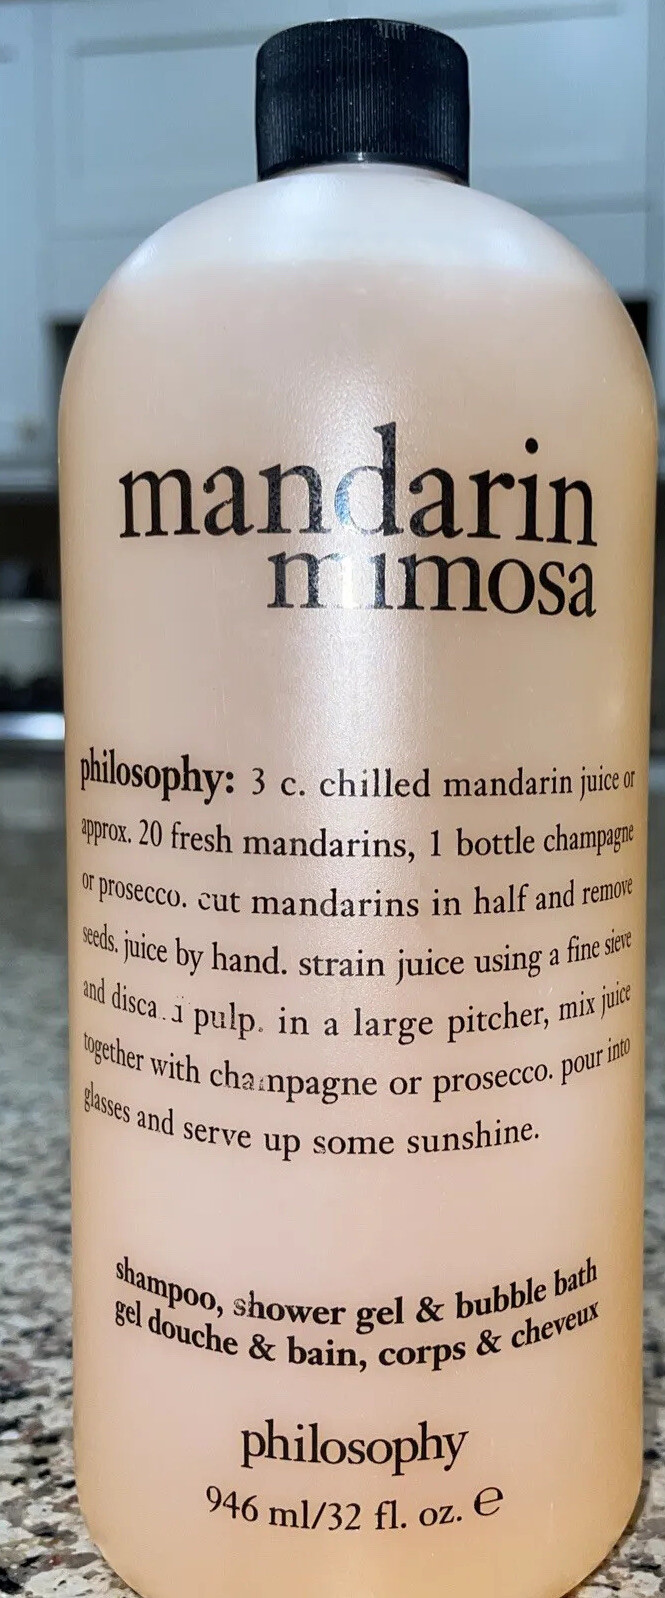 mandarin
mimosa
philosophy: 3 c. chilled mandarin juice or
approx. 20 fresh mandarins, 1 bottle champagne
or prosecco. cut mandarins in half and remove
seeds. juice by hand. strain juice using a fine sieve
and pulp. in a large pitcher, mix juice
together with champagne or prosecco. pour into
glasses and serve up some sunshine.
shampoo, shower gel & bubble bath
gel douche & bain, corps & cheveux
philosophy
946 ml/32 fl. oz. ℮